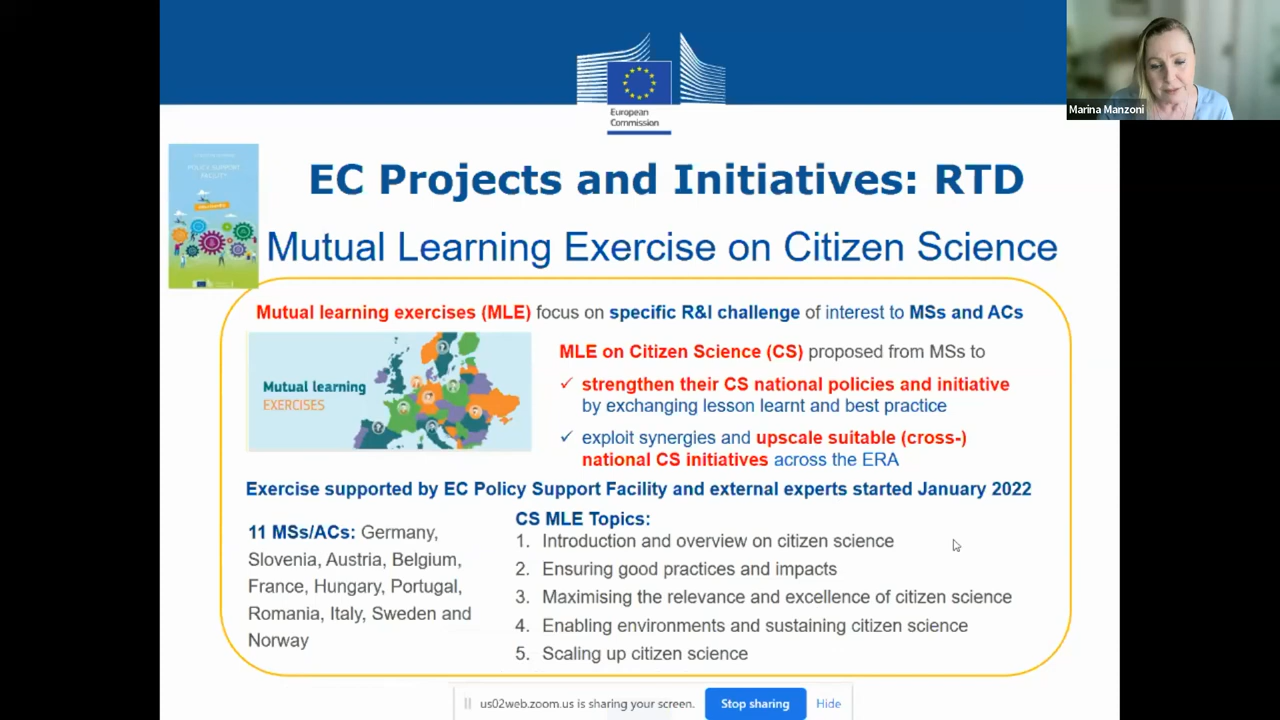 European
Commission
Marina Manzoni
POLICY SUPPORT
FACILITY
EC Projects and Initiatives: RTD
Mutual Learning Exercise on Citizen Science
Mutual learning exercises (MLE) focus on specific R&I challenge of interest to MSs and ACs
Mutual learning
EXERCISES
MLE on Citizen Science (CS) proposed from MSs to
✓ strengthen their CS national policies and initiative
by exchanging lesson learnt and best practice
✓ exploit synergies and upscale suitable (cross-)
national CS initiatives across the ERA
Exercise supported by EC Policy Support Facility and external experts started January 2022
11 MSs/ACs: Germany,
Slovenia, Austria, Belgium,
France, Hungary, Portugal,
Romania, Italy, Sweden and
Norway
CS MLE Topics:
1. Introduction and overview on citizen science
2. Ensuring good practices and impacts
3. Maximising the relevance and excellence of citizen science
4. Enabling environments and sustaining citizen science
5. Scaling up citizen science
us02web.zoom.us is sharing your screen.
Stop sharing
Hide